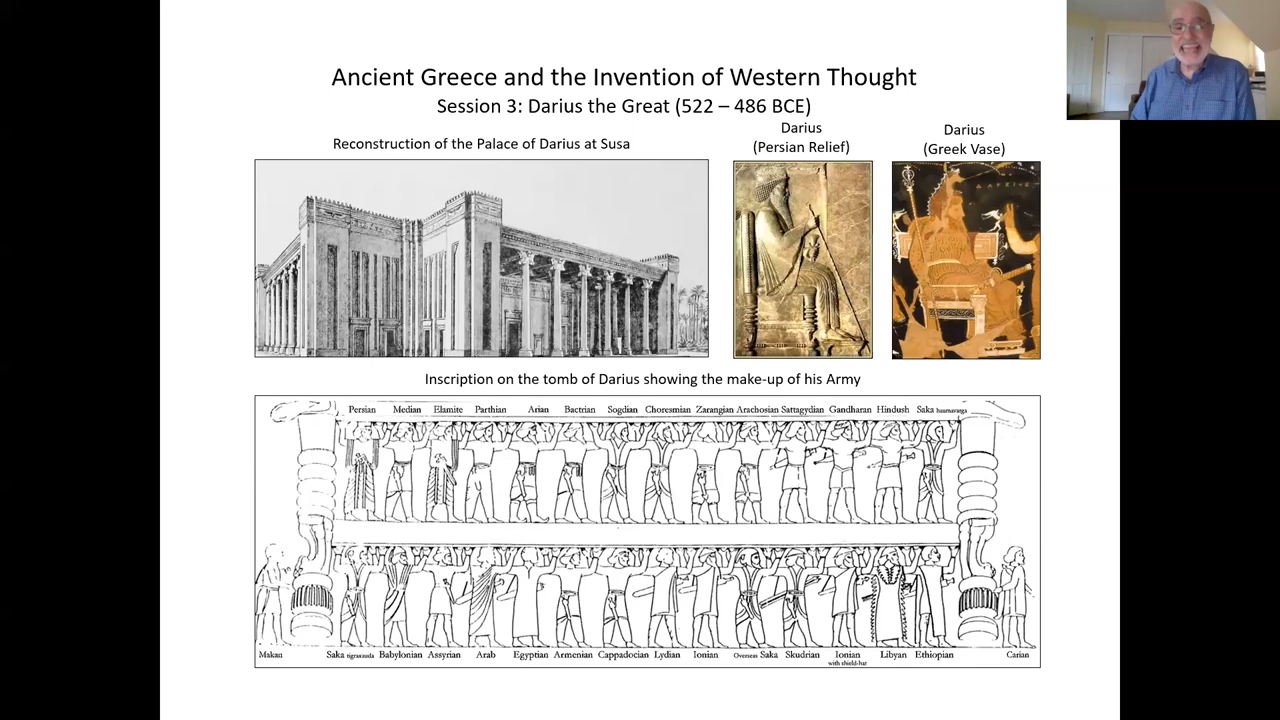 Ancient Greece and the Invention of Western Thought
Session 3: Darius the Great (522 – 486 BCE)
Reconstruction of the Palace of Darius at Susa
Darius
(Persian Relief)
Darius
(Greek Vase)
ΔΑΡΕΙΟΣ
Inscription on the tomb of Darius showing the make-up of his Army
Persian Median Elamite Parthian Arian Bactrian Sogdian Choresmian Zarangian Arachosian Sattagydian Gandharan Hindush Saka haumavarga
Makan Saka tigraxauda Babylonian Assyrian Arab Egyptian Armenian Cappadocian Lydian Ionian Overseas Saka Skudrian Ionian with shield-hat Libyan Ethiopian Carian